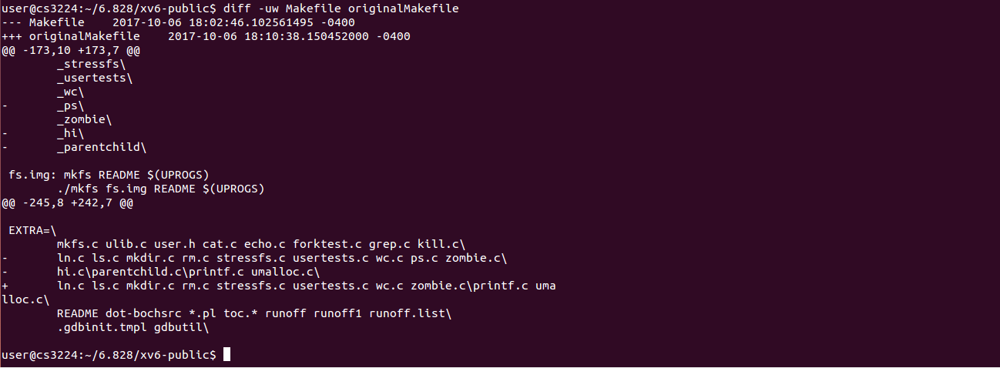 user@cs3224:~/6.828/xv6-public$ diff -uw Makefile originalMakefile
--- Makefile    2017-10-06 18:02:46.102561495 -0400
+++ originalMakefile    2017-10-06 18:10:38.150452000 -0400
@@ -173,10 +173,7 @@
        _stressfs\
        _usertests\
        _wc\
-       _ps\
        _zombie\
-       _hi\
-       _parentchild\

 fs.img: mkfs README $(UPROGS)
        ./mkfs fs.img README $(UPROGS)
@@ -245,8 +242,7 @@

 EXTRA=\
        mkfs.c ulib.c user.h cat.c echo.c forktest.c grep.c kill.c\
-       ln.c ls.c mkdir.c rm.c stressfs.c usertests.c wc.c ps.c zombie.c\
-       hi.c\parentchild.c\printf.c umalloc.c\
+       ln.c ls.c mkdir.c rm.c stressfs.c usertests.c wc.c zombie.c\printf.c uma
lloc.c\
        README dot-bochsrc *.pl toc.* runoff runoff1 runoff.list\
        .gdbinit.tmpl gdbutil\

user@cs3224:~/6.828/xv6-public$